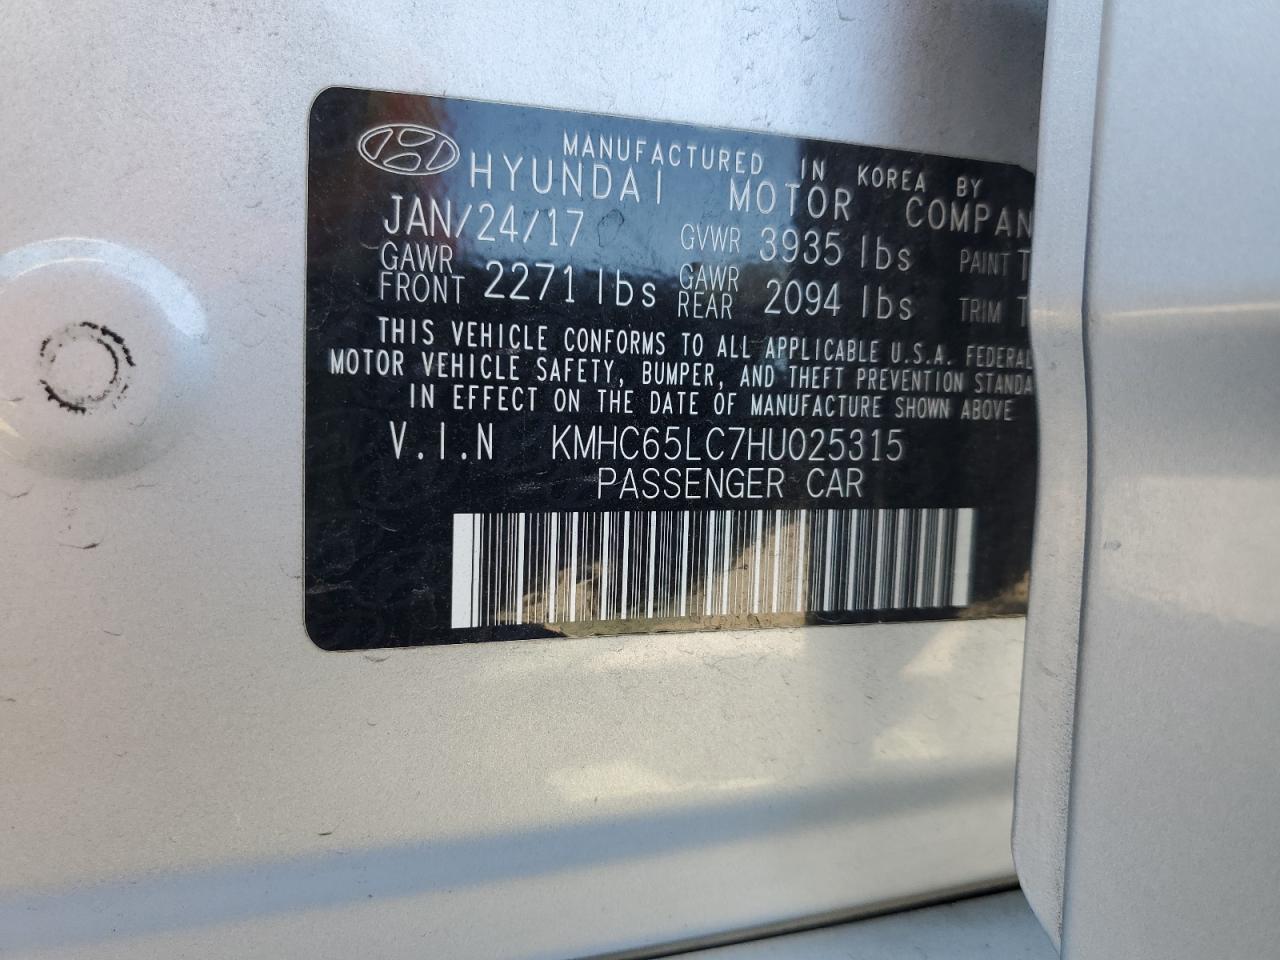 MANUFACTURED IN KOREA BY
HYUNDAI MOTOR COMPAN
JAN/24/17 GVWR 3935 lbs PAINT T
GAWR FRONT 2271 lbs GAWR REAR 2094 lbs TRIM T
THIS VEHICLE CONFORMS TO ALL APPLICABLE U.S.A. FEDERAL
MOTOR VEHICLE SAFETY, BUMPER, AND THEFT PREVENTION STANDA
IN EFFECT ON THE DATE OF MANUFACTURE SHOWN ABOVE
V.I.N KMHC65LC7HU025315
PASSENGER CAR